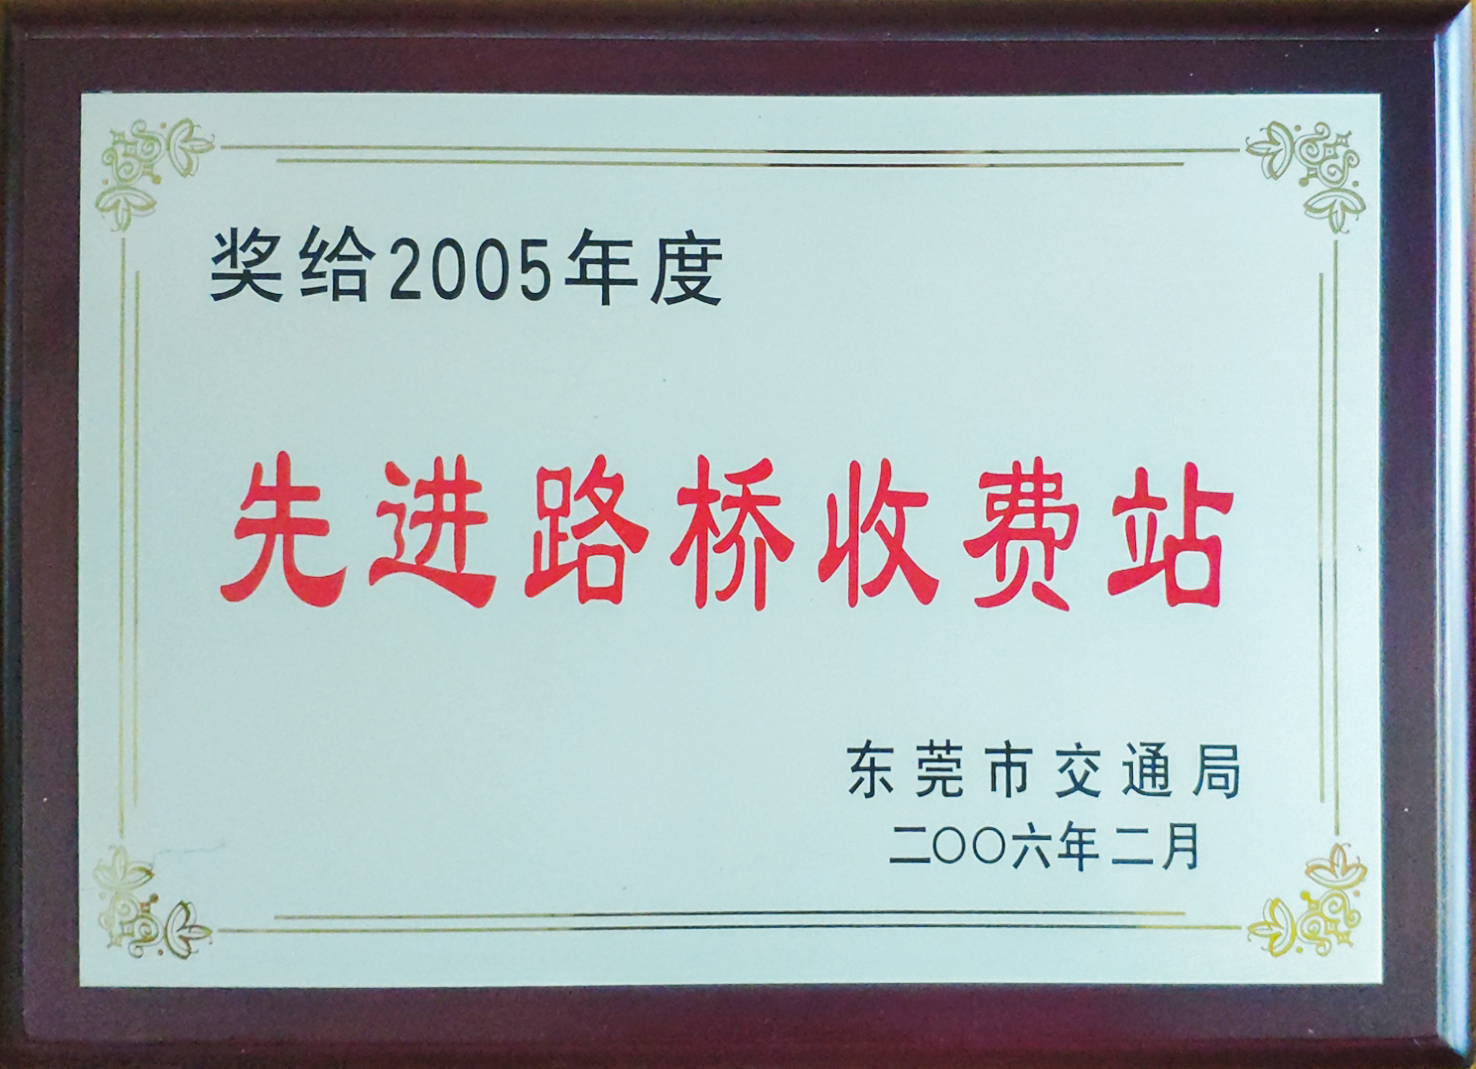 奖给2005年度
先进路桥收费站
东莞市交通局
二〇〇六年二月